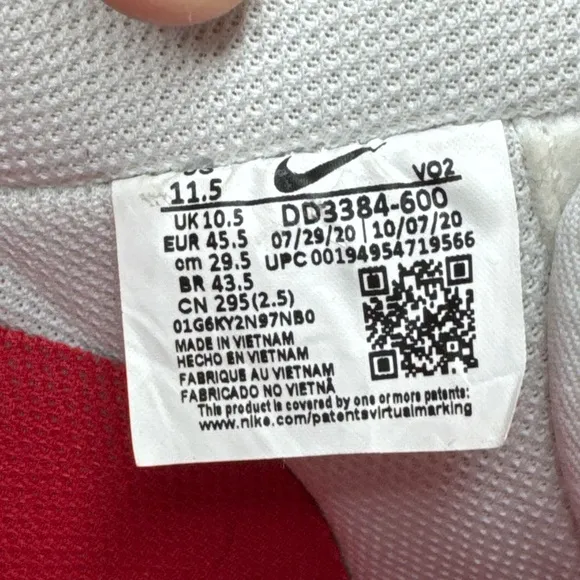 US
11.5
VQ2
UK 10.5
DD3384-600
EUR 45.5
07/29/20 | 10/07/20
cm 29.5
UPC 00194954719566
BR 43.5
CN 295(2.5)
01G6KY2N97NB0
MADE IN VIETNAM
HECHO EN VIETNAM
FABRIQUE AU VIETNAM
FABRICADO NO VIETNÃ
This product is covered by one or more patents:
www.nike.com/patentsvirtualmarking